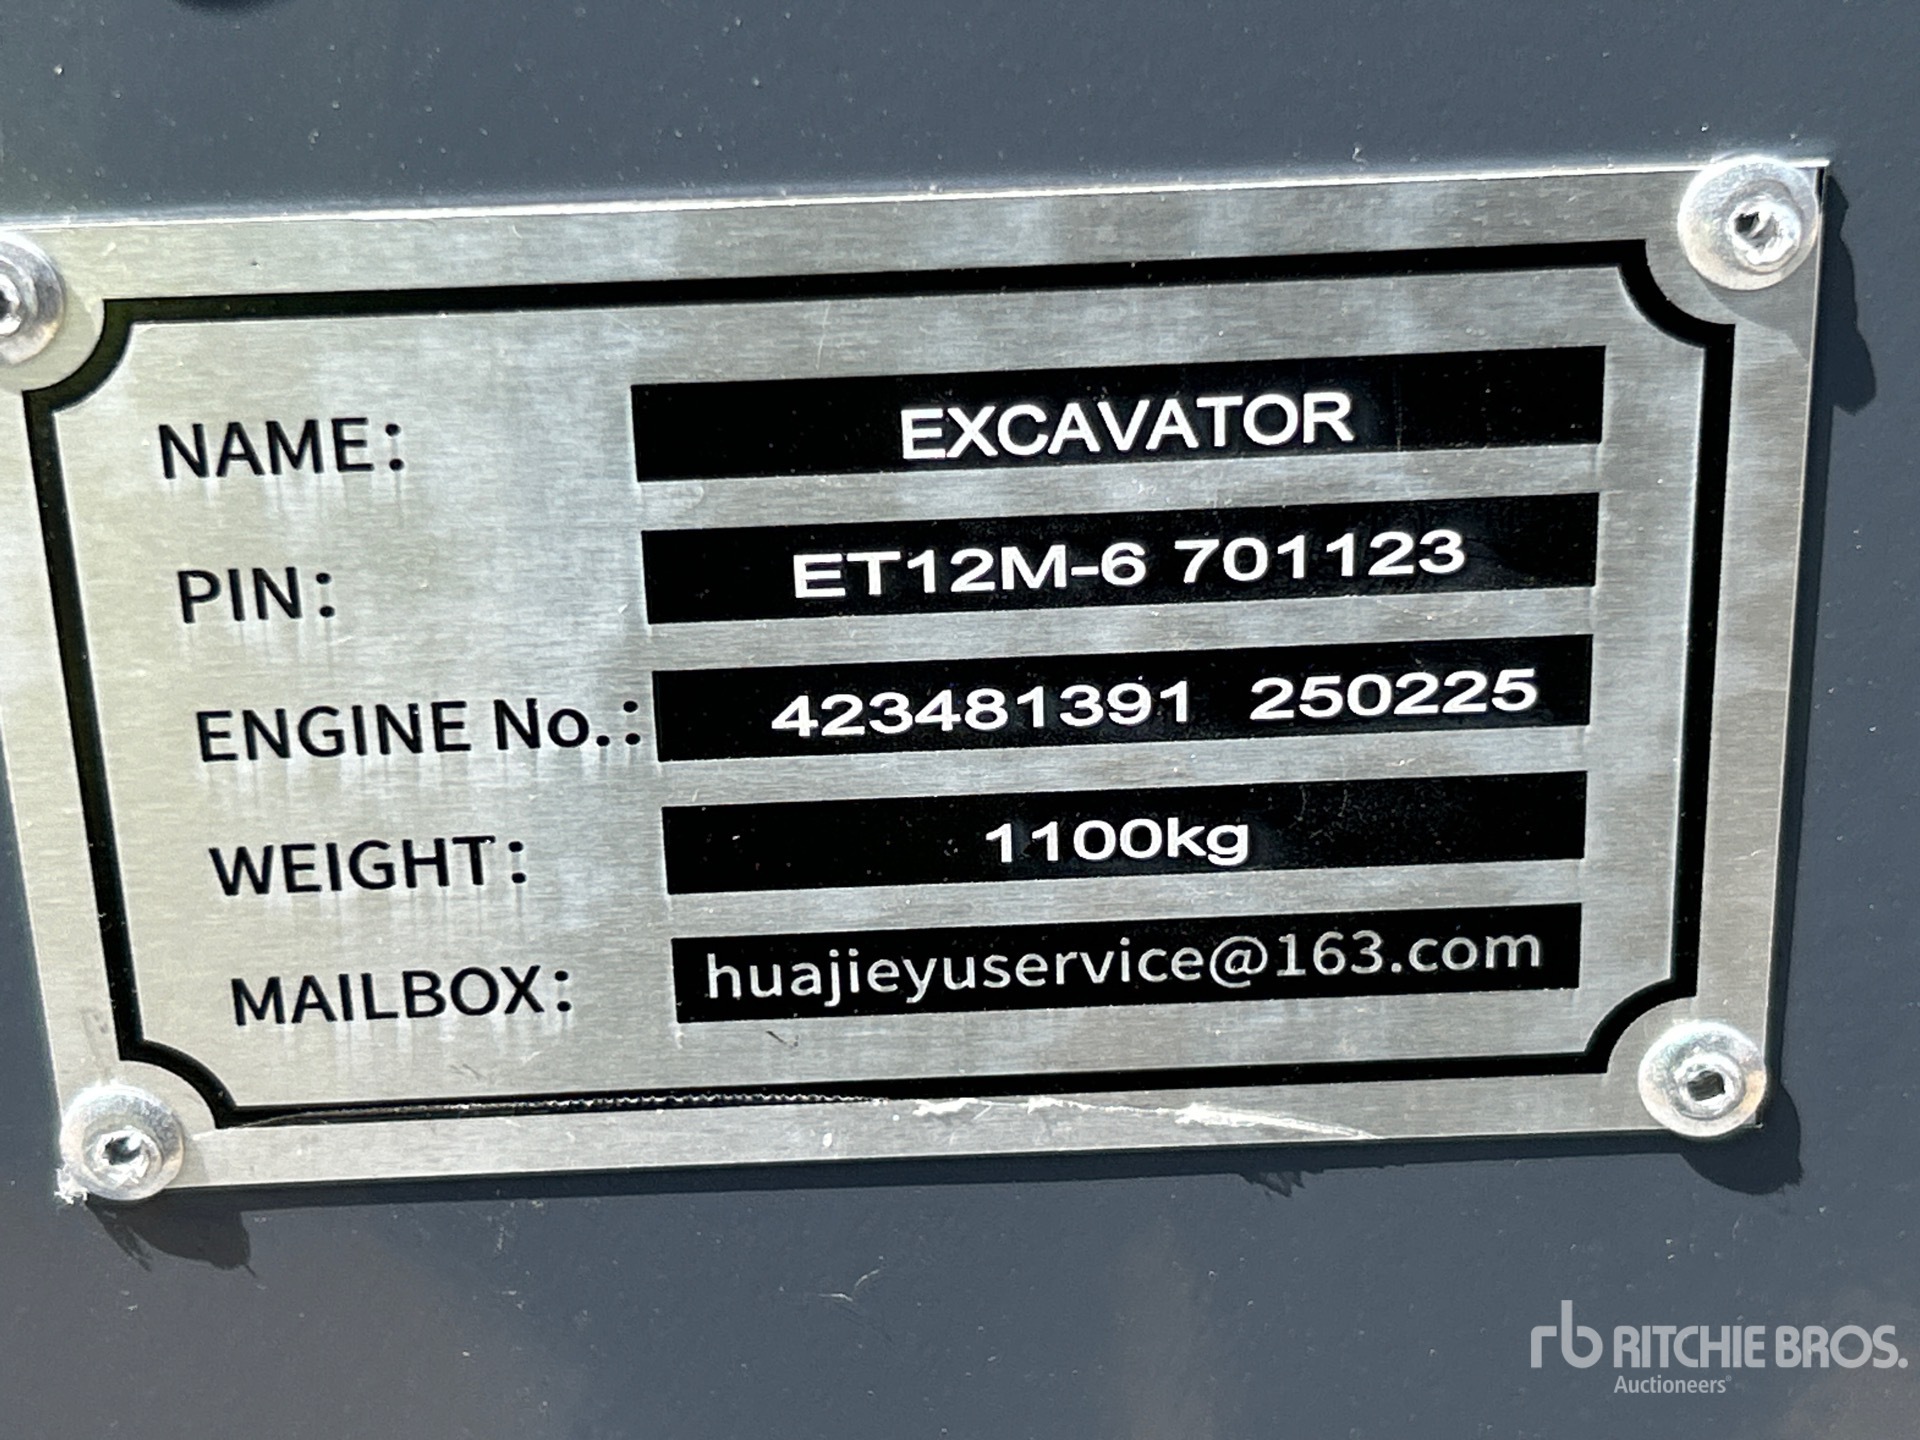 NAME: EXCAVATOR
PIN: ET12M-6 701123
ENGINE No.: 423481391 250225
WEIGHT: 1100kg
MAILBOX: huajieyuservice@163.com
rb RITCHIE BROS.
Auctioneers